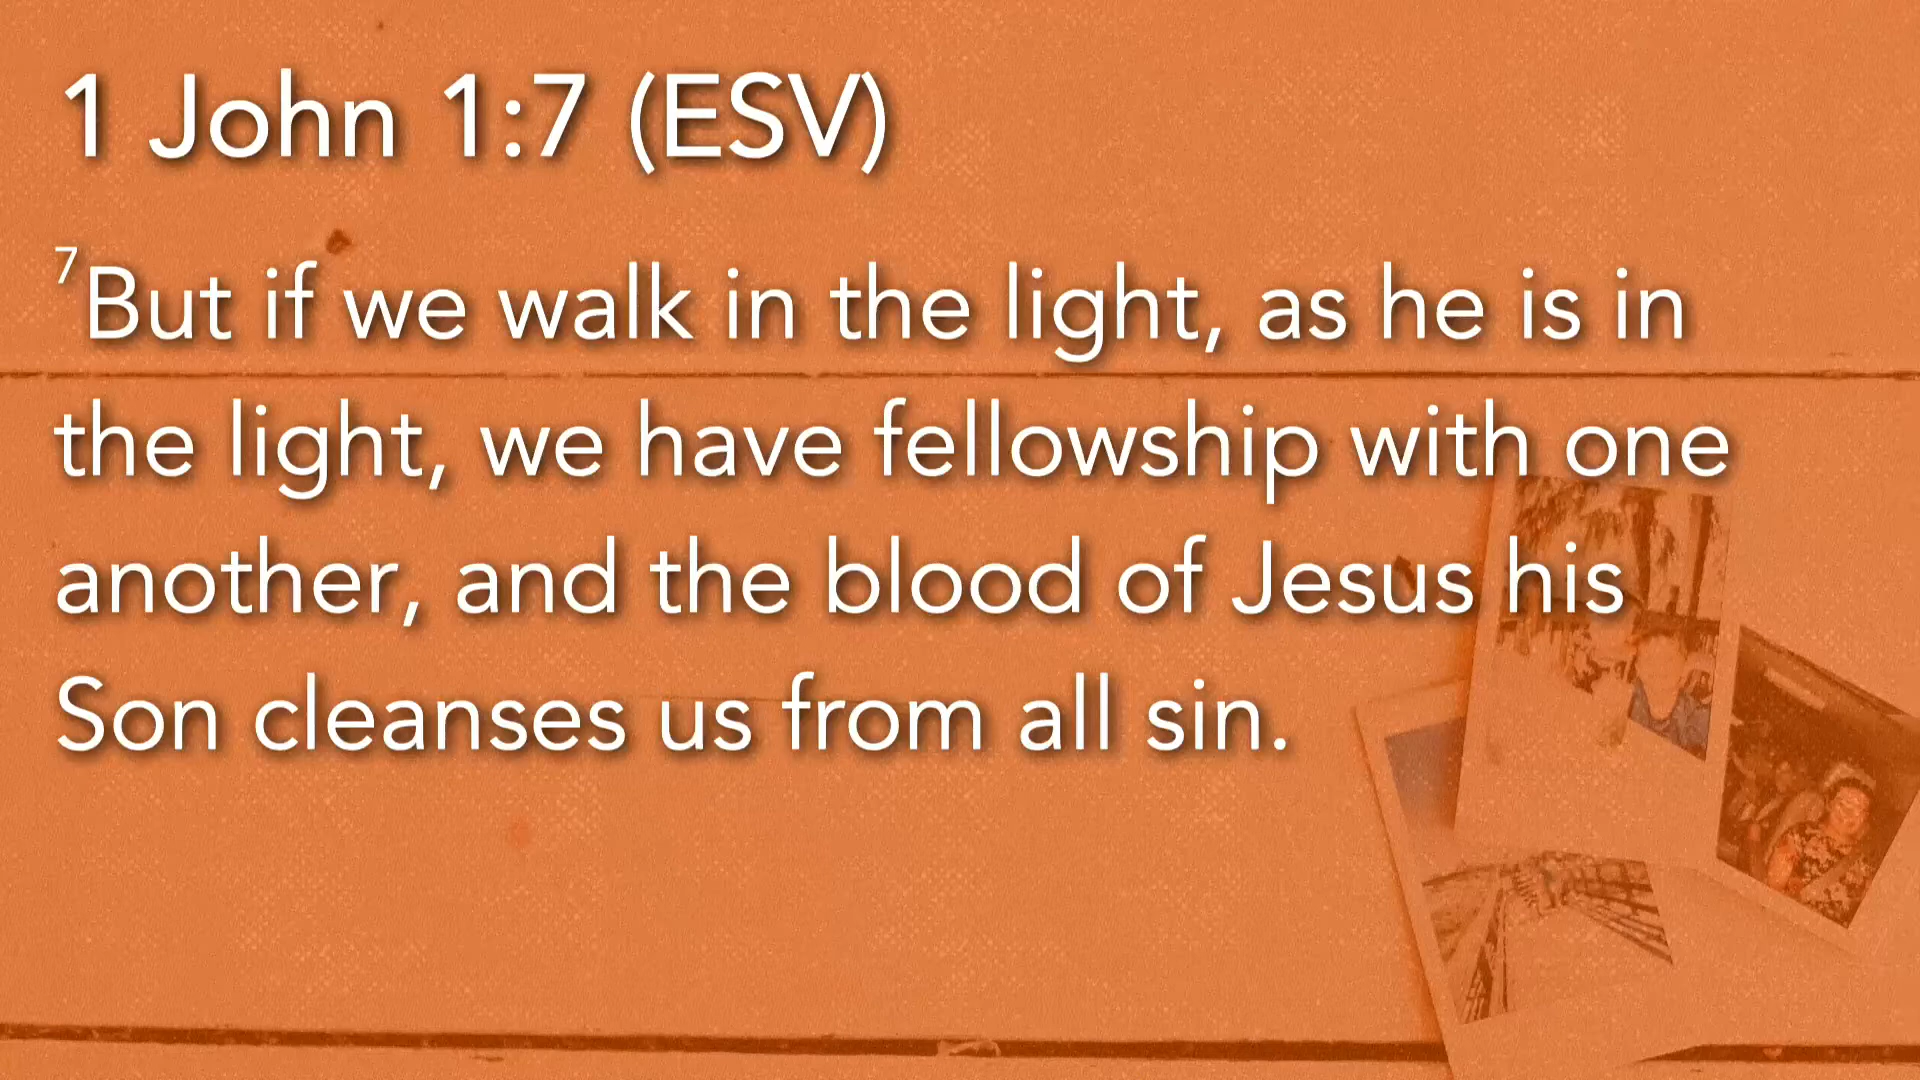 1 John 1:7 (ESV)
7But if we walk in the light, as he is in
the light, we have fellowship with one
another, and the blood of Jesus his
Son cleanses us from all sin.